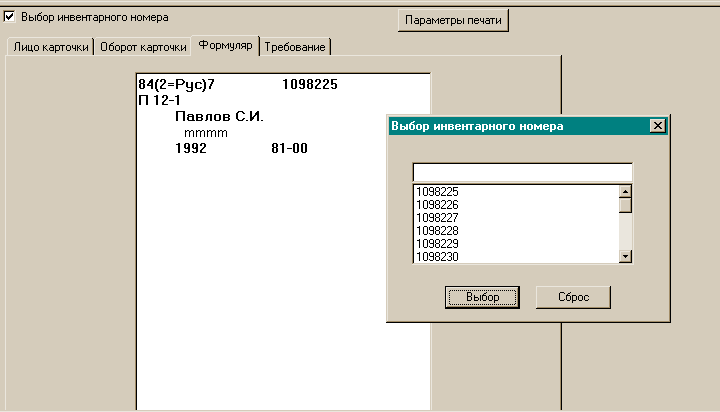 Выбор инвентарного номера
Параметры печати
Лицо карточки Оборот карточки Формуляр Требование
84(2=Рус)7 1098225
П 12-1
Павлов С.И.
mmmm
1992 81-00
Выбор инвентарного номера
1098225
1098226
1098227
1098228
1098229
1098230
Выбор Сброс